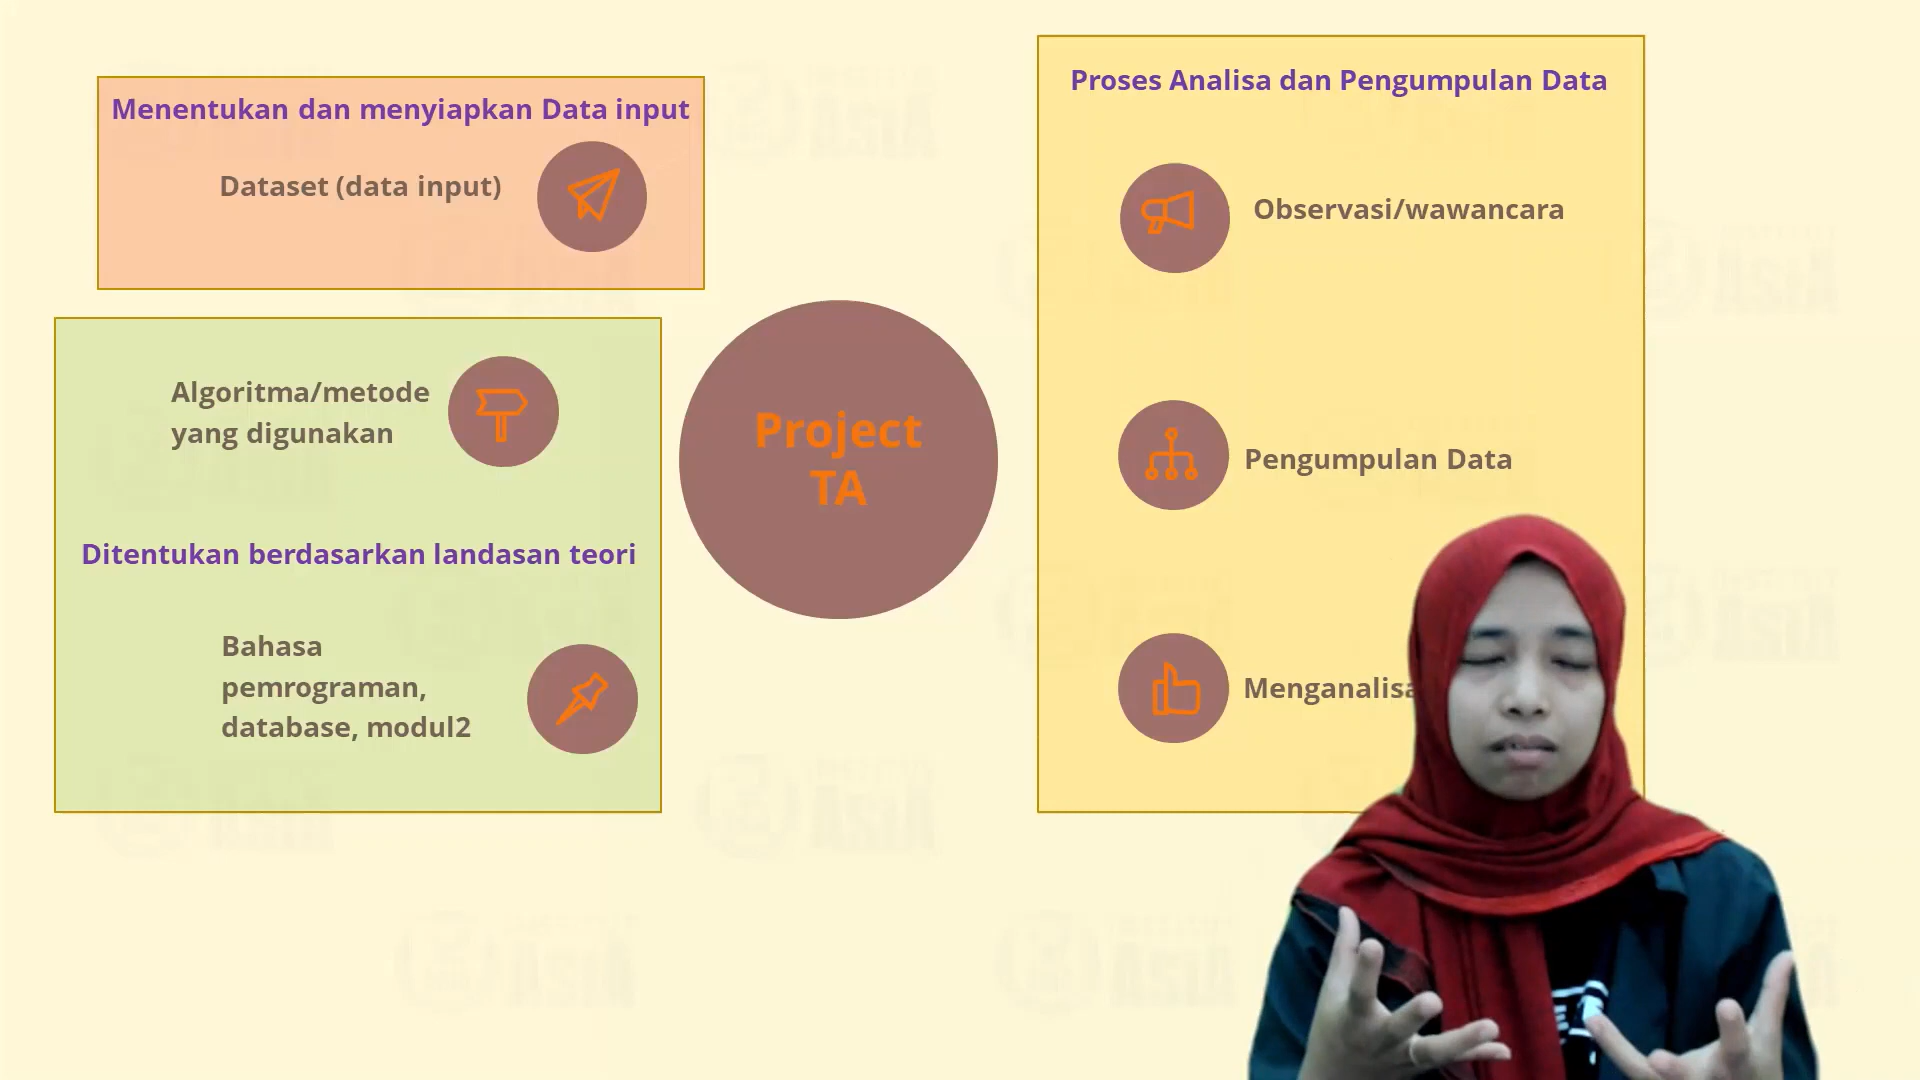 Menentukan dan menyiapkan Data input
Dataset (data input)
Algoritma/metode
yang digunakan
Ditentukan berdasarkan landasan teori
Bahasa
pemrograman,
database, modul2
Project
TA
Proses Analisa dan Pengumpulan Data
Observasi/wawancara
Pengumpulan Data
Menganalisa